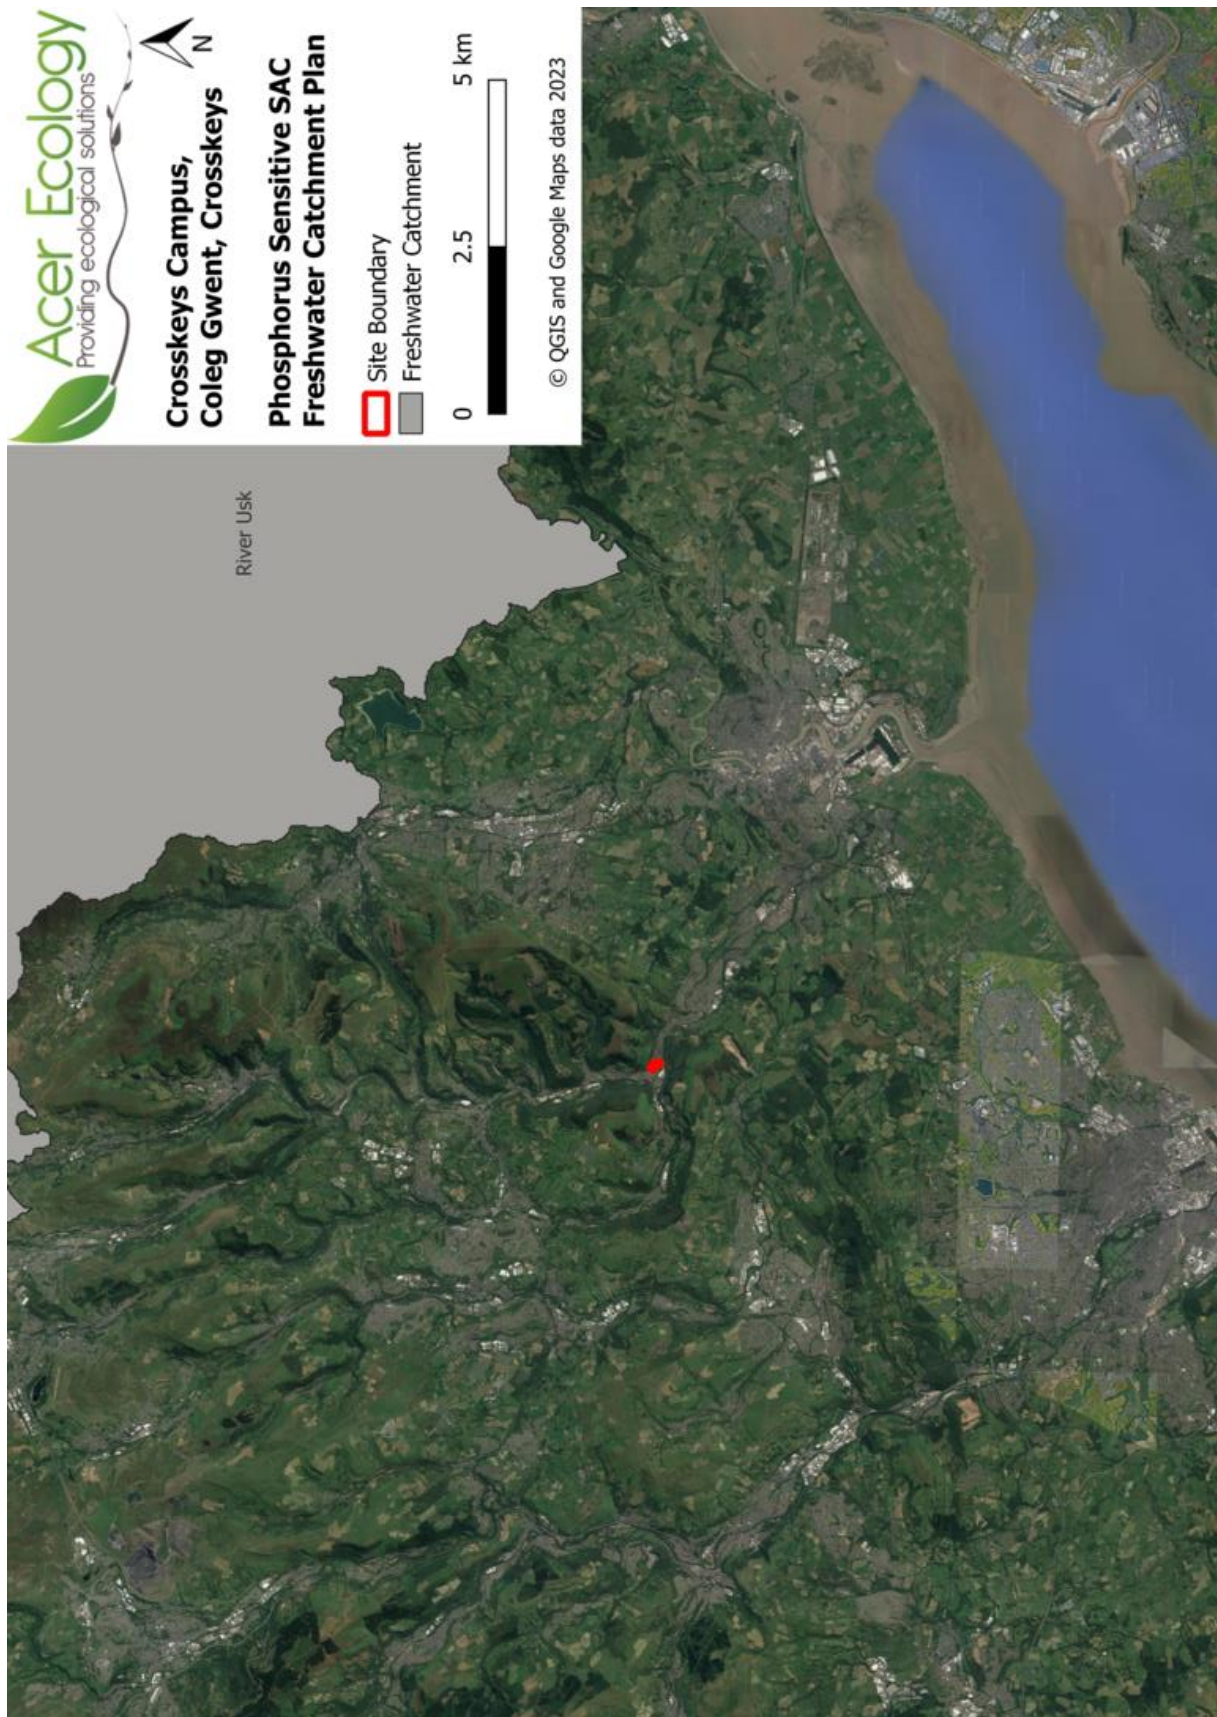 Acer Ecology
Providing ecological solutions
N
Crosskeys Campus,
Coleg Gwent, Crosskeys
Phosphorus Sensitive SAC
Freshwater Catchment Plan
Site Boundary
Freshwater Catchment
0 2.5 5 km
© QGIS and Google Maps data 2023
River Usk